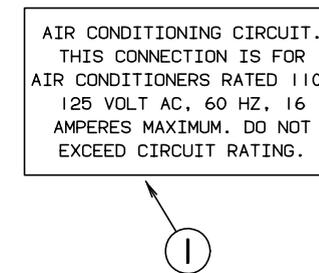 AIR CONDITIONING CIRCUIT.
THIS CONNECTION IS FOR
AIR CONDITIONERS RATED 110
125 VOLT AC, 60 HZ, 16
AMPERES MAXIMUM. DO NOT
EXCEED CIRCUIT RATING.
1